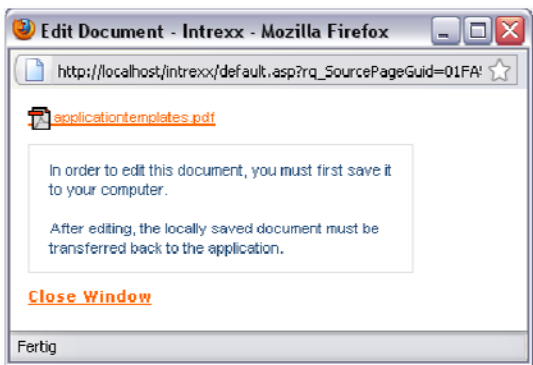 Edit Document - Intrexx - Mozilla Firefox
http://localhost/intrexx/default.asp?rq_SourcePageGuid=01FA
applicationtemplates.pdf
In order to edit this document, you must first save it
to your computer.
After editing, the locally saved document must be
transferred back to the application.
Close Window
Fertig